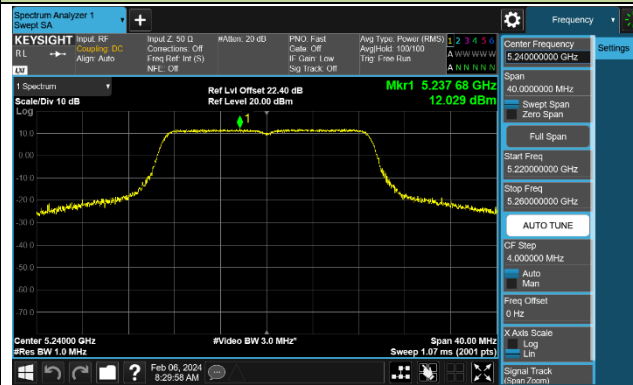 Spectrum Analyzer 1
Swept SA
Frequency
KEYSIGHT
RL
LXI
Input: RF
Coupling: DC
Align: Auto
Input Z: 50 Ω
Corrections: Off
Freq Ref: Int (S)
NFE: Off
#Atten: 20 dB
PNO: Fast
Gate: Off
IF Gain: Low
Sig Track: Off
Avg Type: Power (RMS)
Avg|Hold: 100/100
Trig: Free Run
1 2 3 4 5 6
A W W W W W
A N N N N N
1 Spectrum
Scale/Div 10 dB
Log
Ref Lvl Offset 22.40 dB
Ref Level 20.00 dBm
Mkr1 5.237 68 GHz
12.029 dBm
1
10.0
0.00
-10.0
-20.0
-30.0
-40.0
-50.0
-60.0
-70.0
Center 5.24000 GHz
#Res BW 1.0 MHz
#Video BW 3.0 MHz*
Span 40.00 MHz
Sweep 1.07 ms (2001 pts)
Center Frequency
5.240000000 GHz
Settings
Span
40.0000000 MHz
Swept Span
Zero Span
Full Span
Start Freq
5.220000000 GHz
Stop Freq
5.260000000 GHz
AUTO TUNE
CF Step
4.000000 MHz
Auto
Man
Freq Offset
0 Hz
X Axis Scale
Log
Lin
Signal Track
(Span Zoom)
?
Feb 06, 2024
8:29:58 AM